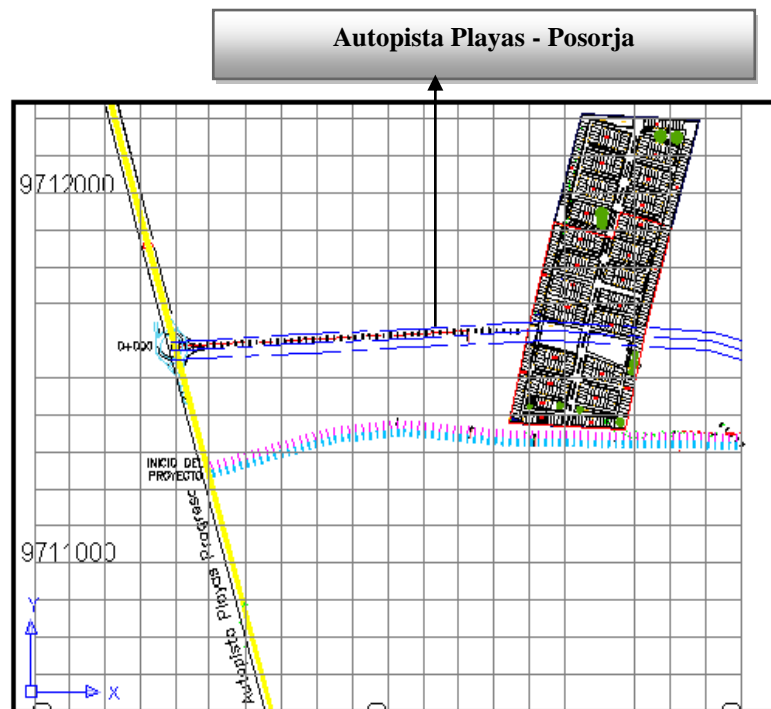 Autopista Playas - Posorja
9712000
0+000
INICIO DEL
PROYECTO
9711000
Autopista Playas Progreso
Y
X